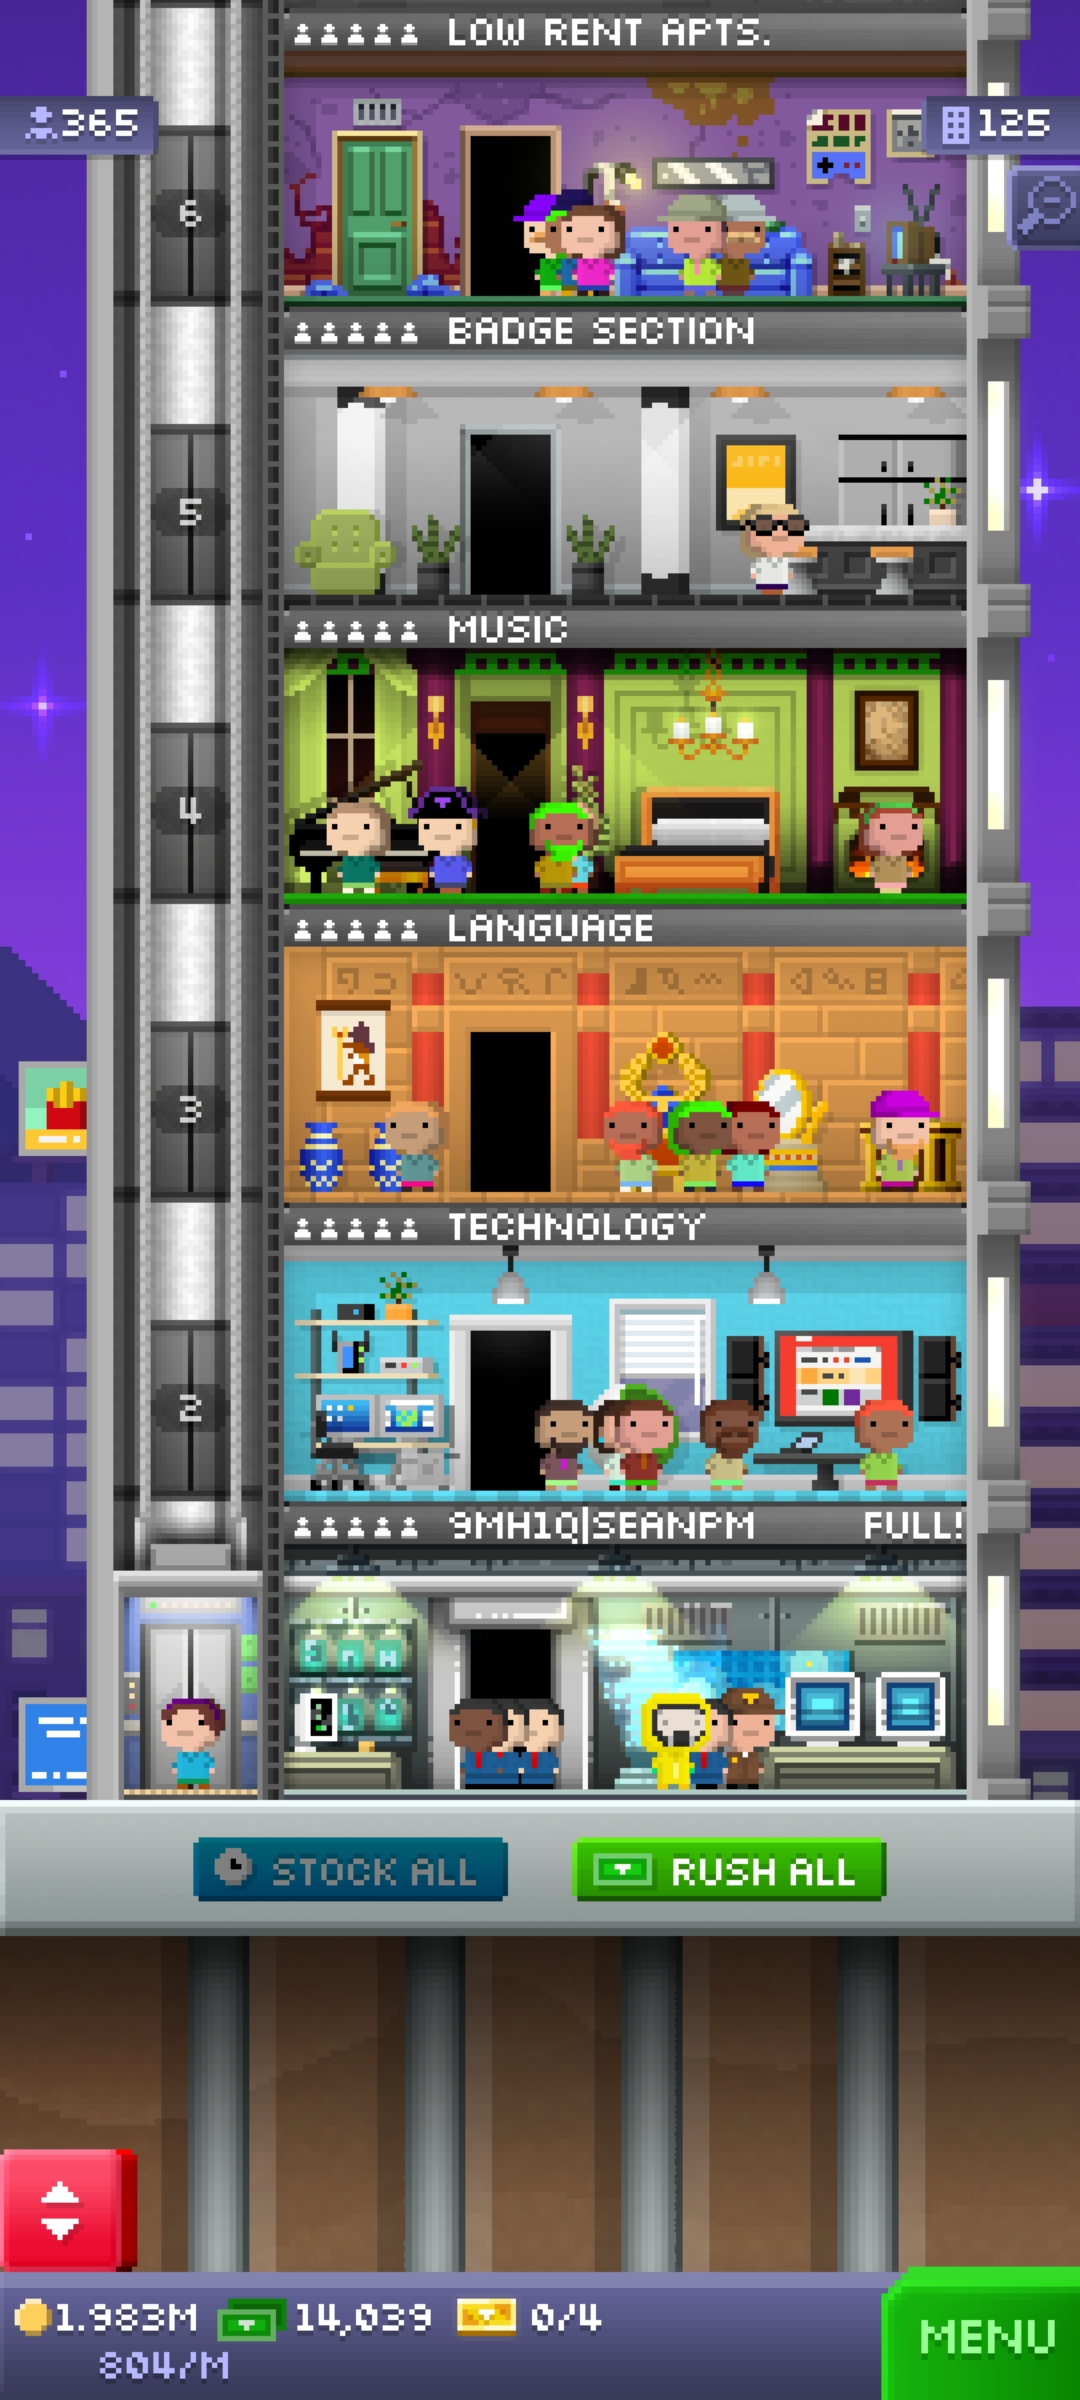 LOW RENT APTS.
365
125
6
BADGE SECTION
5
MUSIC
4
LANGUAGE
3
TECHNOLOGY
2
9MH1Q|SEANPM FULL!
STOCK ALL
RUSH ALL
1.983M 14,039 0/4
804/M
MENU